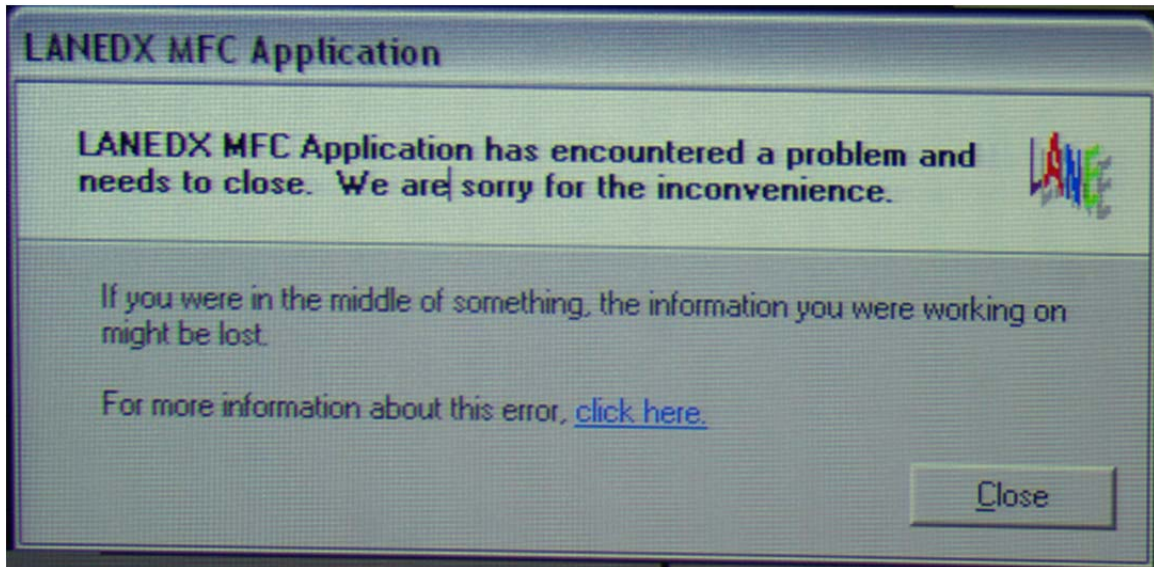 LANEDX MFC Application
LANEDX MFC Application has encountered a problem and
needs to close. We are sorry for the inconvenience.
LANE
If you were in the middle of something, the information you were working on
might be lost.
For more information about this error, click here.
Close